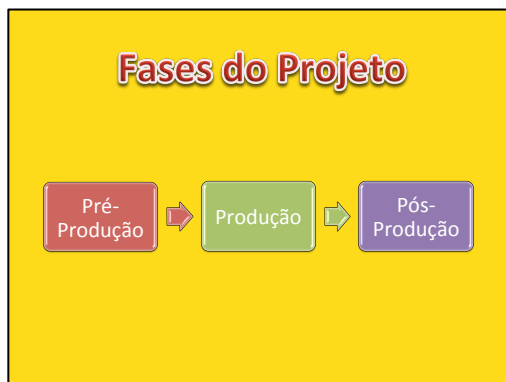 Fases do Projeto
Pré-
Produção
Produção
Pós-
Produção